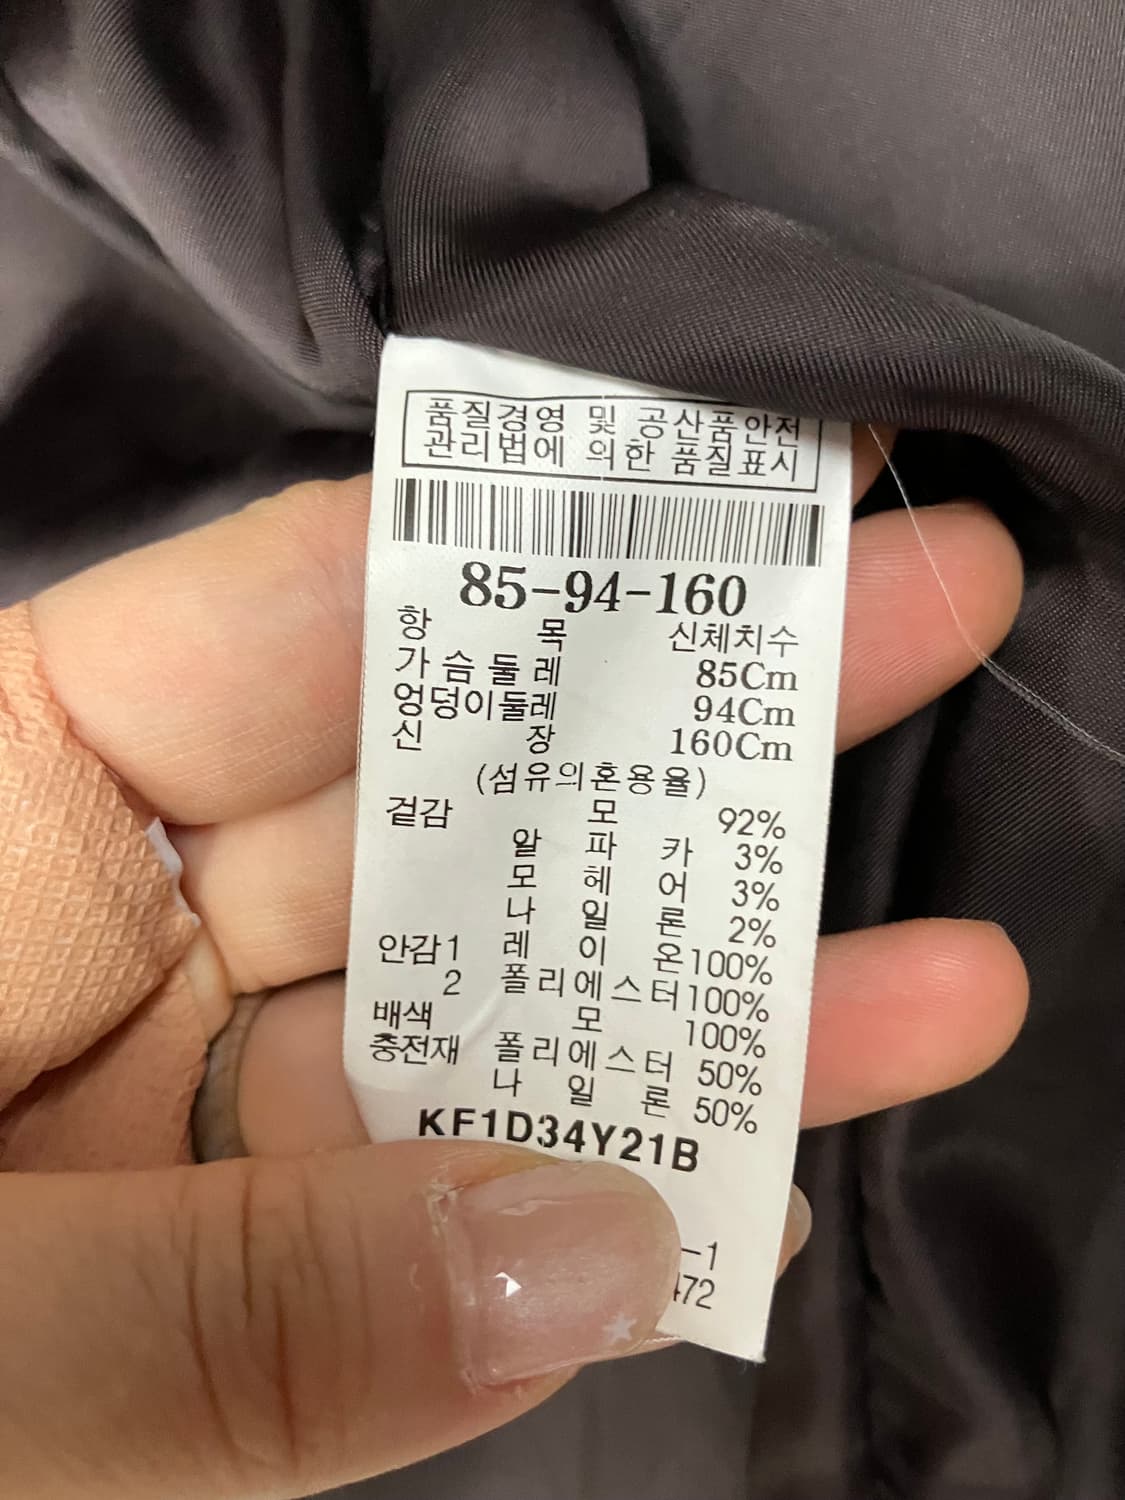 품질경영 및 공산품안전
관리법에 의한 품질표시
85-94-160
항 목 신체치수
가슴둘레 85Cm
엉덩이둘레 94Cm
신 장 160Cm
(섬유의혼용율)
겉감 모 92%
알 파 카 3%
모 헤 어 3%
나 일 론 2%
안감1 레 이 온 100%
2 폴리에스터 100%
배색 모 100%
충전재 폴리에스터 50%
나 일 론 50%
KF1D34Y21B
-1
472